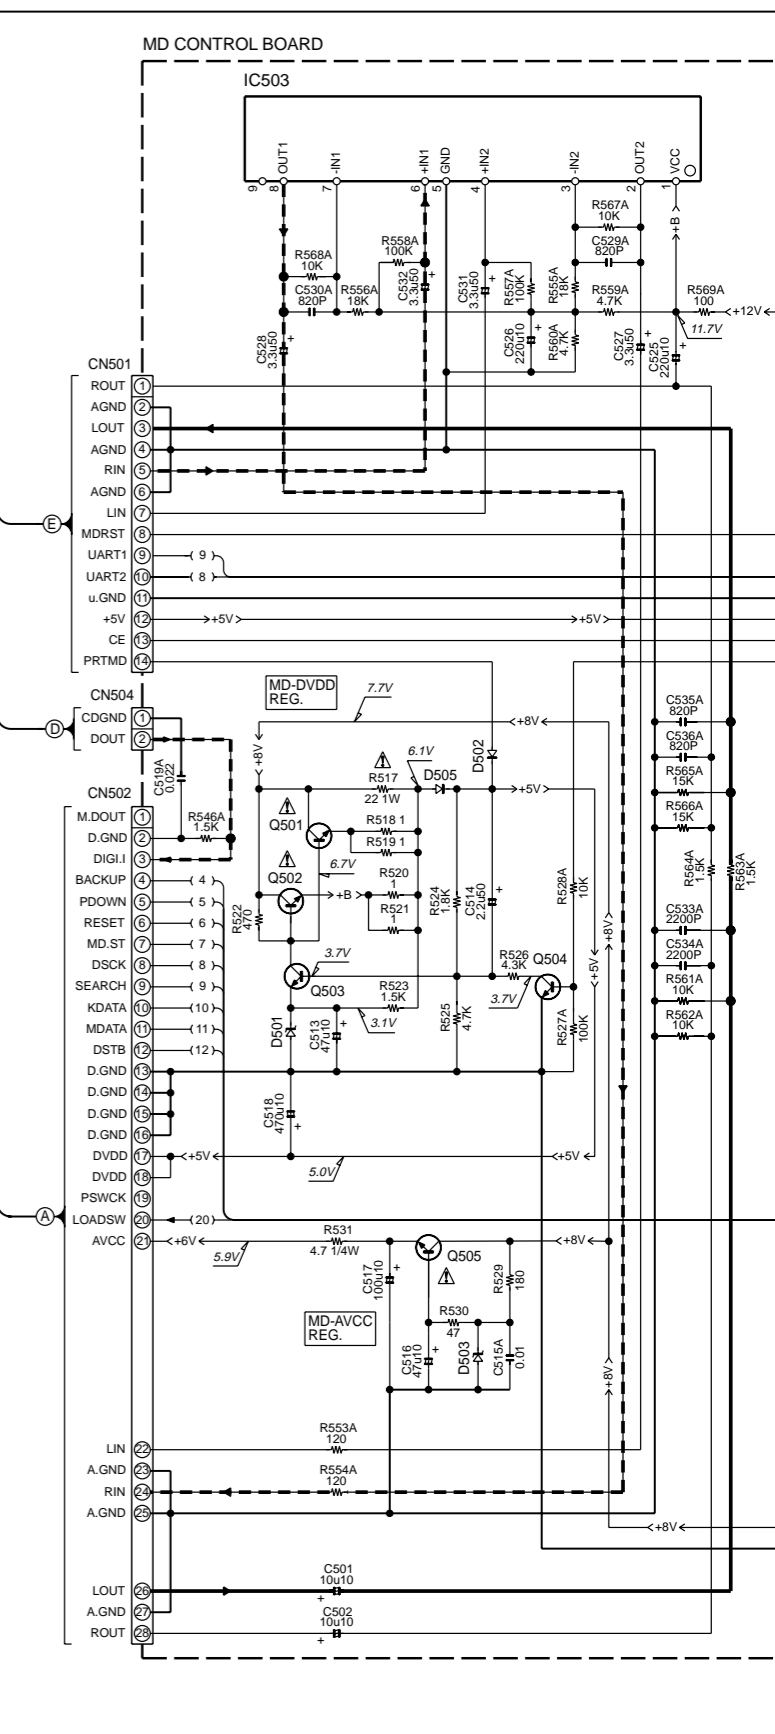 MD CONTROL BOARD
IC503
OUT1
-IN1
+IN1
GND
+IN2
-IN2
OUT2
VCC
9
8
7
6
5
4
3
2
1
R567A
10K
C529A
820P
+B
R568A
10K
R558A
100K
C530A
820P
R556A
18K
C532
3.3u50
C531
3.3u50
R557A
100K
R555A
18K
R559A
4.7K
R569A
100
+12V
11.7V
C528
3.3u50
C526
220u10
R560A
4.7K
C527
3.3u50
C525
220u10
CN501
ROUT 1
AGND 2
LOUT 3
AGND 4
RIN 5
AGND 6
LIN 7
MDRST 8
UART1 9 (9)
UART2 10 (8)
u.GND 11
+5V 12 +5V +5V
CE 13
PRTMD 14
E
CN504
CDGND 1
DOUT 2
D
MD-DVDD
REG.
7.7V
+8V
+8V
6.1V
D502
C519A
0.022
R517
22 1W
D505
+5V
CN502
R546A
1.5K
Q501
R518 1
R519 1
6.7V
Q502
+B
R520
1
R521
1
R522
470
R524
1.8K
C514
2.2u50
R528A
10K
+8V
+5V
3.7V
Q503
R523
1.5K
3.1V
R526
4.3K
3.7V
Q504
D501
C513
47u10
R525
4.7K
R527A
100K
C518
470u10
M.DOUT 1
D.GND 2
DIGI.I 3
BACKUP 4 (4)
PDOWN 5 (5)
RESET 6 (6)
MD.ST 7 (7)
DSCK 8 (8)
SEARCH 9 (9)
KDATA 10 (10)
MDATA 11 (11)
DSTB 12 (12)
D.GND 13
D.GND 14
D.GND 15
D.GND 16
DVDD 17 +5V +5V
5.0V
DVDD 18
PSWCK 19
LOADSW 20 (20)
AVCC 21 +6V
A
5.9V
R531
4.7 1/4W
Q505
+8V
C517
100u10
R529
180
MD-AVCC
REG.
R530
47
C516
47u10
D503
C515A
0.01
+8V
C535A
820P
C536A
820P
R565A
15K
R566A
15K
R564A
1.5K
R563A
1.5K
C533A
2200P
C534A
2200P
R561A
10K
R562A
10K
LIN 22
R553A
120
A.GND 23
RIN 24
R554A
120
A.GND 25
+8V
LOUT 26
C501
10u10
+
A.GND 27
ROUT 28
C502
10u10
+